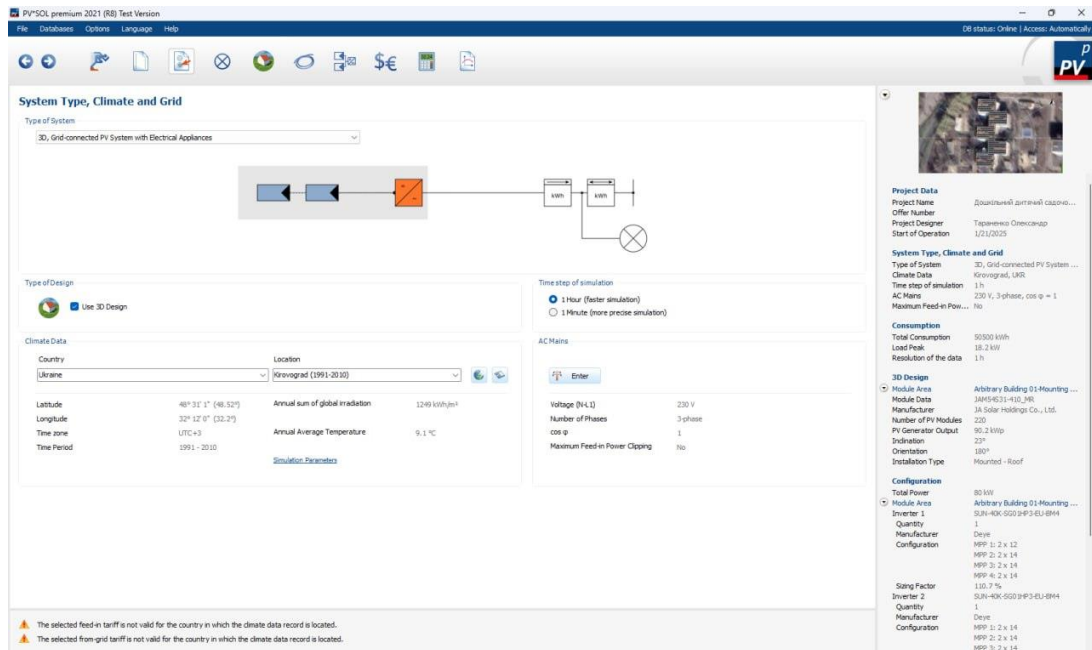 PV*SOL premium 2021 (R8) Test Version
File Databases Options Language Help
DB status: Online | Access: Automatically
PV
System Type, Climate and Grid
Type of System
3D, Grid-connected PV System with Electrical Appliances
kWh kWh
Type of Design
Use 3D Design
Time step of simulation
1 Hour (faster simulation)
1 Minute (more precise simulation)
Climate Data
Country Location
Ukraine Kirovograd (1991-2010)
Latitude 48° 31' 1" (48.52°) Annual sum of global irradiation 1249 kWh/m²
Longitude 32° 12' 0" (32.2°)
Time zone UTC+3 Annual Average Temperature 9.1 °C
Time Period 1991 - 2010
Simulation Parameters
AC Mains
Enter
Voltage (N-L1) 230 V
Number of Phases 3-phase
cos φ 1
Maximum Feed-in Power Clipping No
The selected feed-in tariff is not valid for the country in which the climate data record is located.
The selected from-grid tariff is not valid for the country in which the climate data record is located.
Project Data
Project Name Дошкільний дитячий садочо...
Offer Number
Project Designer Тараненко Олександр
Start of Operation 1/21/2025
System Type, Climate and Grid
Type of System 3D, Grid-connected PV System ...
Climate Data Kirovograd, UKR
Time step of simulation 1 h
AC Mains 230 V, 3-phase, cos φ = 1
Maximum Feed-in Pow... No
Consumption
Total Consumption 50500 kWh
Load Peak 18.2 kW
Resolution of the data 1 h
3D Design
Module Area Arbitrary Building 01-Mounting ...
Module Data JAM54S31-410_MR
Manufacturer JA Solar Holdings Co., Ltd.
Number of PV Modules 220
PV Generator Output 90.2 kWp
Inclination 23°
Orientation 180°
Installation Type Mounted - Roof
Configuration
Total Power 80 kW
Module Area Arbitrary Building 01-Mounting ...
Inverter 1 SUN-40K-SG01HP3-EU-BM4
Quantity 1
Manufacturer Deye
Configuration MPP 1: 2 x 12
MPP 2: 2 x 14
MPP 3: 2 x 14
MPP 4: 2 x 14
Sizing Factor 110.7 %
Inverter 2 SUN-40K-SG01HP3-EU-BM4
Quantity 1
Manufacturer Deye
Configuration MPP 1: 2 x 14
MPP 2: 2 x 14
MPP 3: 2 x 14